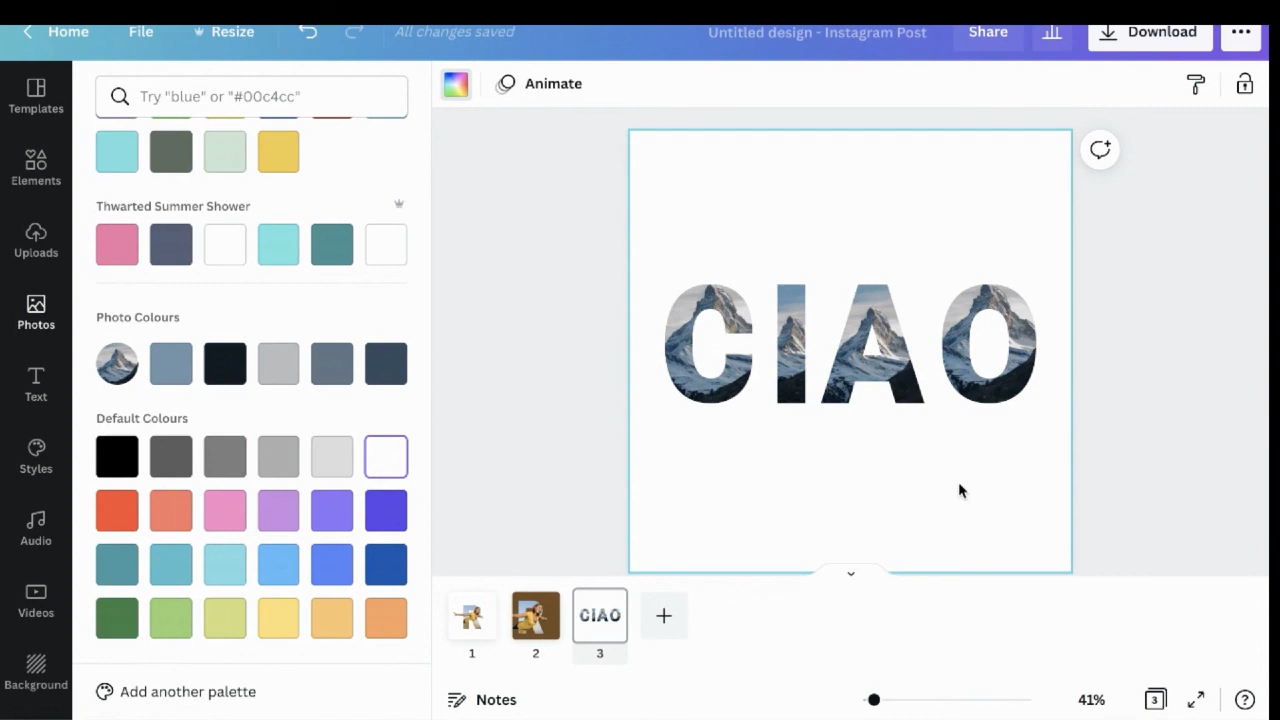 Home File Resize All changes saved Untitled design - Instagram Post Share Download
Templates
Elements
Uploads
Photos
Text
Styles
Audio
Videos
Background
Try "blue" or "#00c4cc"
Thwarted Summer Shower
Photo Colours
Default Colours
Add another palette
Animate
CIAO
R
R
CIAO
1 2 3
Notes 41% 3 ?